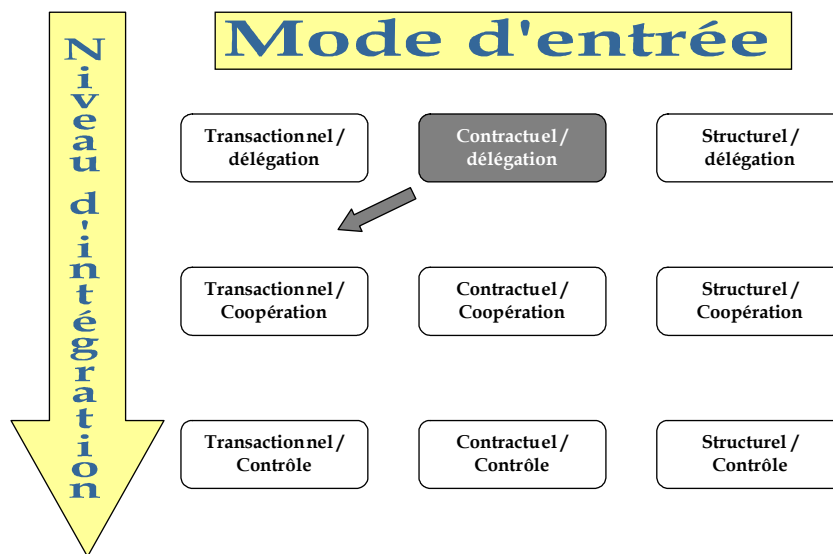 Mode d'entrée
Niveau d'intégration
Transactionnel /
délégation
Contractuel /
délégation
Structurel /
délégation
Transactionnel /
Coopération
Contractuel /
Coopération
Structurel /
Coopération
Transactionnel /
Contrôle
Contractuel /
Contrôle
Structurel /
Contrôle